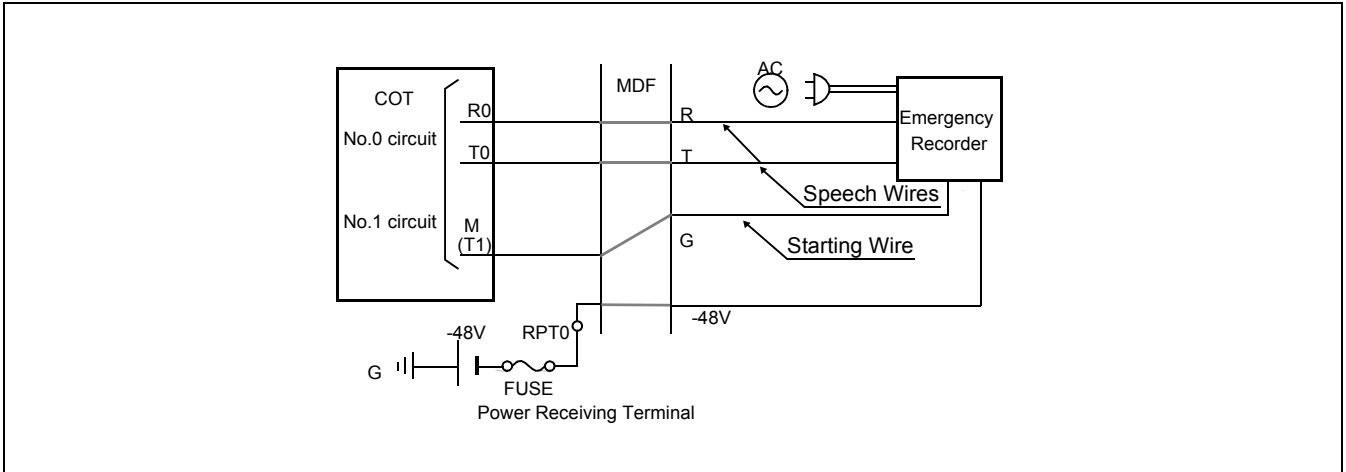 COT
No.0 circuit
R0
T0
No.1 circuit
M
(T1)
MDF
AC
R
T
G
-48V
Emergency
Recorder
Speech Wires
Starting Wire
-48V
RPT0
G
FUSE
Power Receiving Terminal